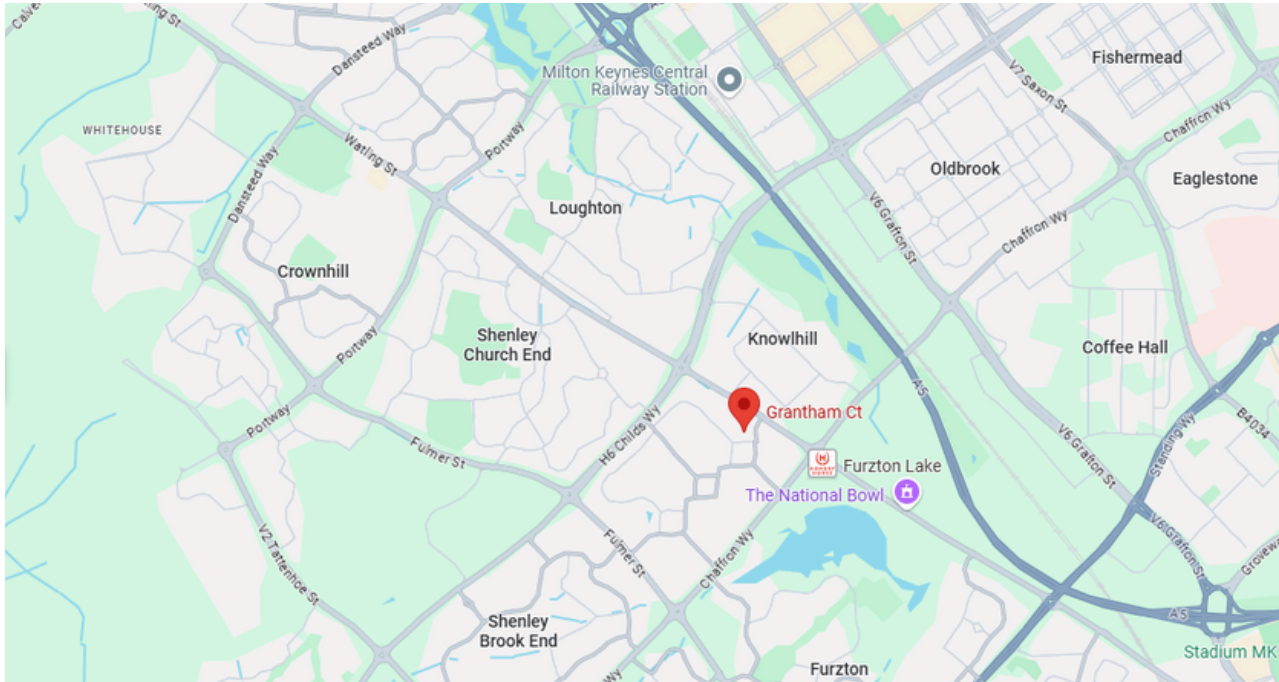 Dansteed Way
V7 Saxon St
Fishermead
Milton Keynes Central
Railway Station
WHITEHOUSE
Watling St
Portway
Chaffron Wy
Oldbrook
Eaglestone
Dansteed Way
Loughton
V6 Grafton St
Chaffron Wy
Crownhill
Shenley
Church End
Knowlhill
Coffee Hall
Portway
A5
Grantham Ct
Portway
H6 Childs Wy
B4034
Fulmer St
Furzton Lake
V6 Grafton St
Standing Wy
The National Bowl
V2 Tattenhoe St
Fulmer St
Chaffron Wy
V6 Grafton St
A5
Shenley
Brook End
Stadium MK
Furzton